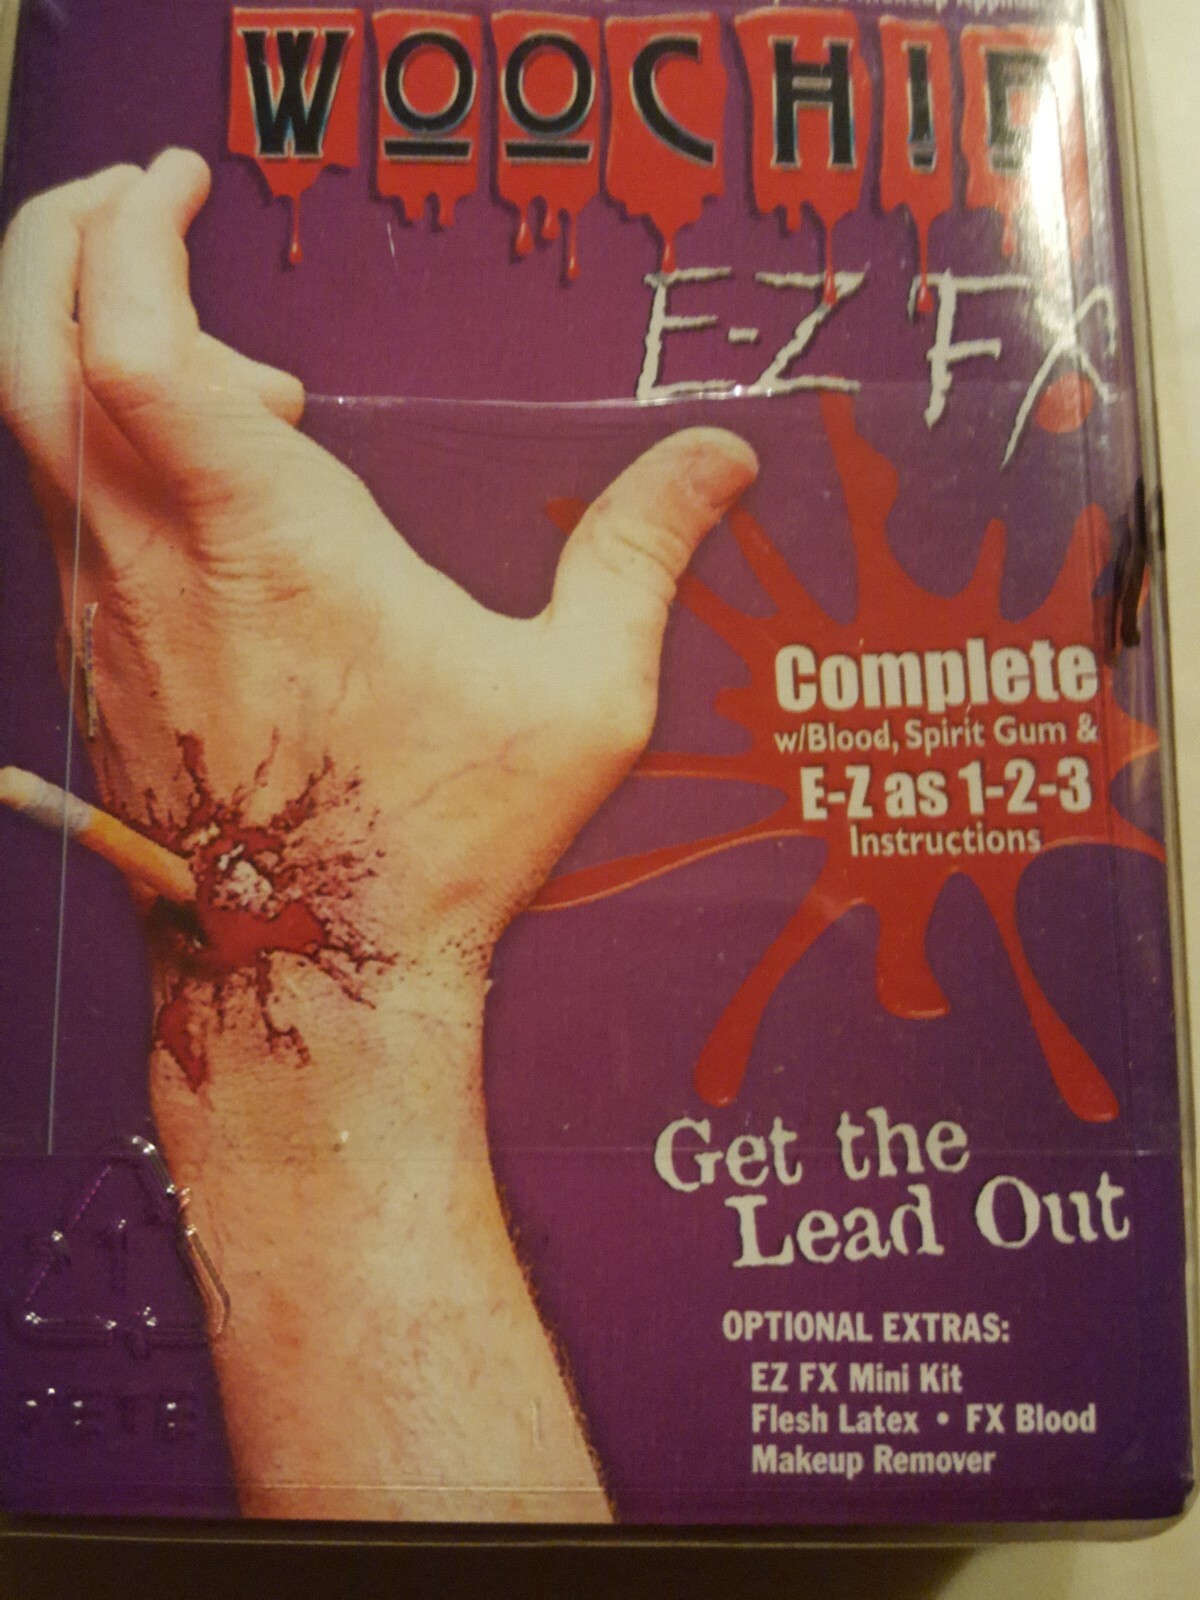 WOOCHIE
E-Z FX
Complete
w/Blood, Spirit Gum &
E-Z as 1-2-3
Instructions
Get the
Lead Out
OPTIONAL EXTRAS:
EZ FX Mini Kit
Flesh Latex • FX Blood
Makeup Remover
1